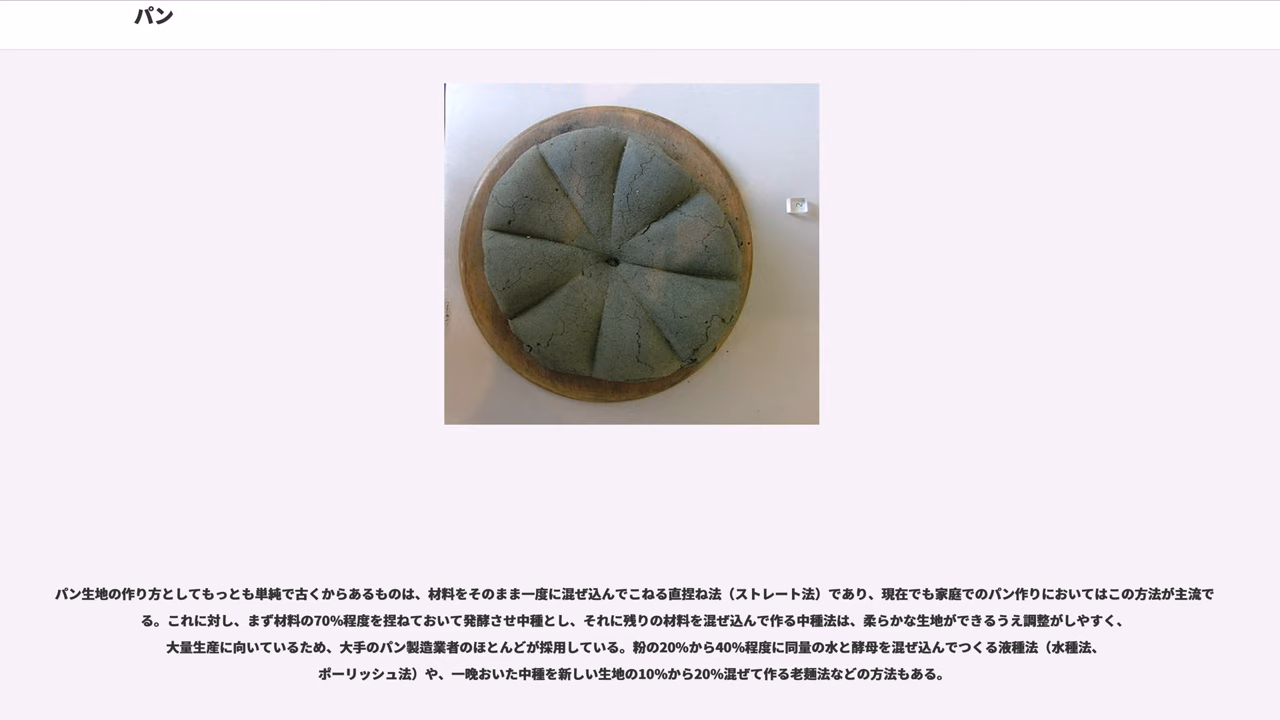 パン
パン生地の作り方としてもっとも単純で古くからあるものは、材料をそのまま一度に混ぜ込んでこねる直捏ね法（ストレート法）であり、現在でも家庭でのパン作りにおいてはこの方法が主流で
る。これに対し、まず材料の70%程度を捏ねておいて発酵させ中種とし、それに残りの材料を混ぜ込んで作る中種法は、柔らかな生地ができるうえ調整がしやすく、
大量生産に向いているため、大手のパン製造業者のほとんどが採用している。粉の20%から40%程度に同量の水と酵母を混ぜ込んでつくる液種法（水種法、
ポーリッシュ法）や、一晩おいた中種を新しい生地の10%から20%混ぜて作る老麺法などの方法もある。